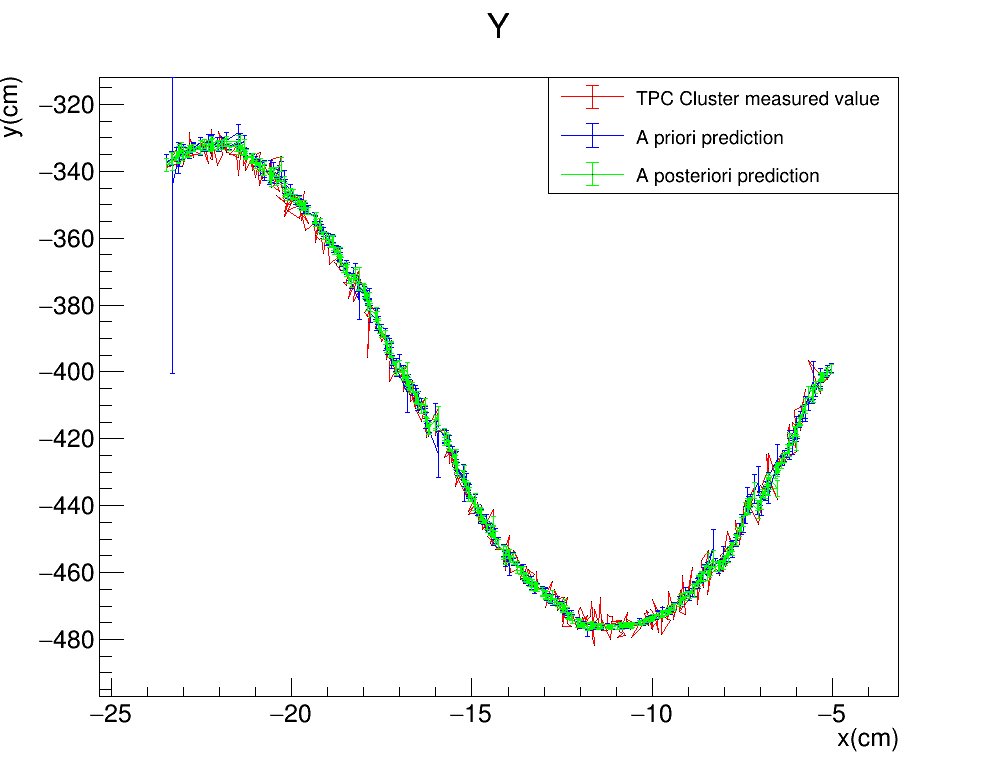 Y
y(cm)
TPC Cluster measured value
A priori prediction
A posteriori prediction
−320
−340
−360
−380
−400
−420
−440
−460
−480
−25 −20 −15 −10 −5
x(cm)